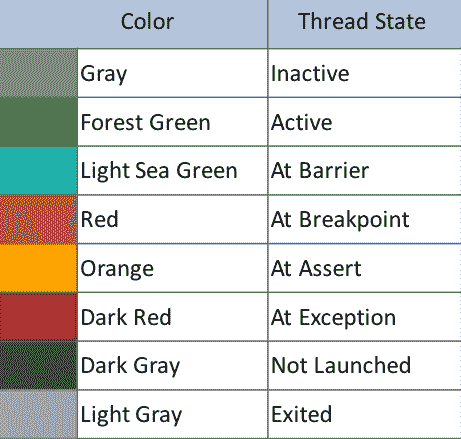 Color Thread State
Gray Inactive
Forest Green Active
Light Sea Green At Barrier
Red At Breakpoint
Orange At Assert
Dark Red At Exception
Dark Gray Not Launched
Light Gray Exited